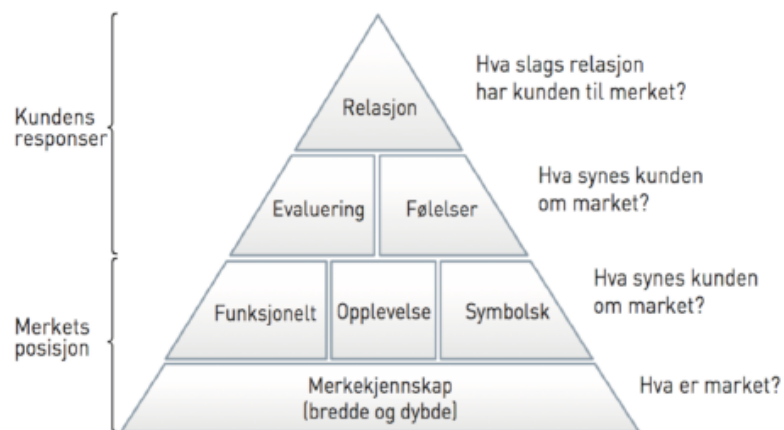 Hva slags relasjon
har kunden til merket?
Kundens
responser
Relasjon
Hva synes kunden
om market?
Evaluering
Følelser
Hva synes kunden
om market?
Funksjonelt
Opplevelse
Symbolsk
Merkets
posisjon
Merkekjennskap
(bredde og dybde)
Hva er market?